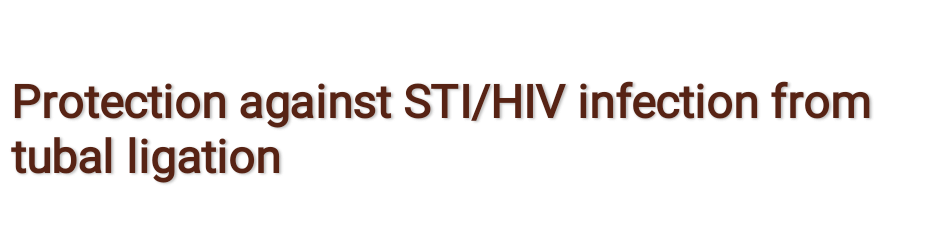 Protection against STI/HIV infection from
tubal ligation